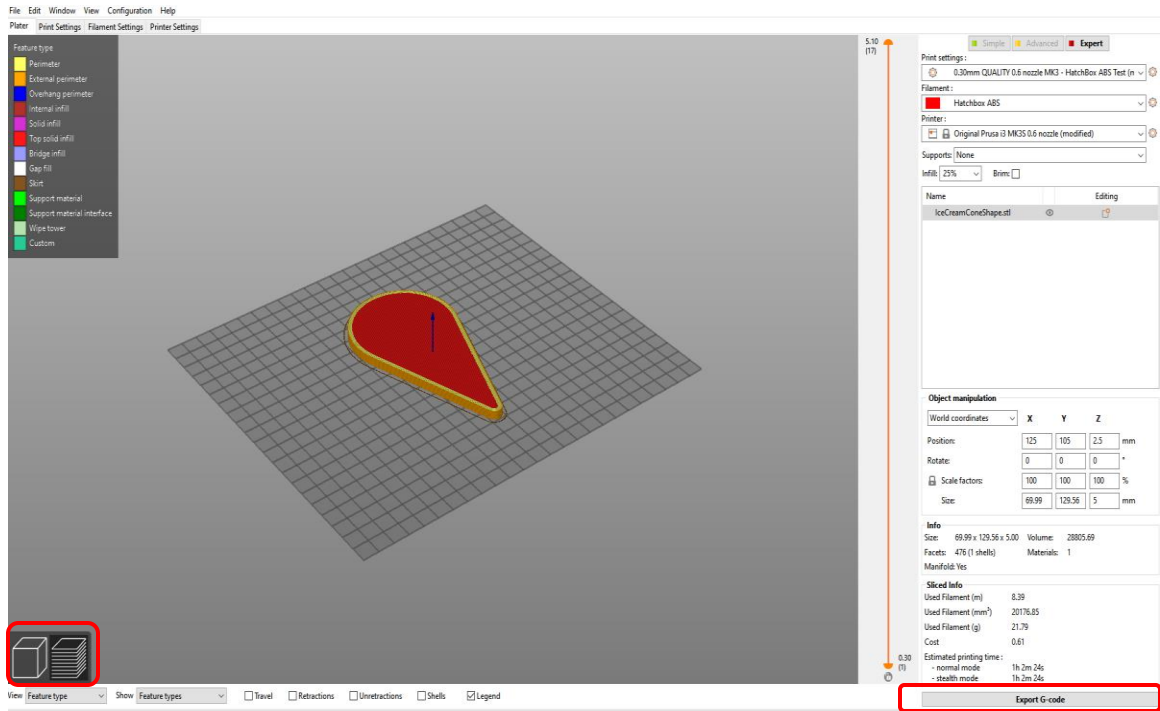 File Edit Window View Configuration Help
Plater Print Settings Filament Settings Printer Settings
Feature type
Perimeter
External perimeter
Overhang perimeter
Internal infill
Solid infill
Top solid infill
Bridge infill
Gap fill
Skirt
Support material
Support material interface
Wipe tower
Custom
5.10
(17)
0.30
(1)
View Feature type Show Feature types Travel Retractions Unretractions Shells Legend
Simple Advanced Expert
Print settings :
0.30mm QUALITY 0.6 nozzle MK3 - HatchBox ABS Test (n
Filament :
Hatchbox ABS
Printer :
Original Prusa i3 MK3S 0.6 nozzle (modified)
Supports: None
Infill: 25% Brim:
Name Editing
IceCreamConeShape.stl
Object manipulation
World coordinates X Y Z
Position: 125 105 2.5 mm
Rotate: 0 0 0 °
Scale factors: 100 100 100 %
Size: 69.99 129.56 5 mm
Info
Size: 69.99 x 129.56 x 5.00 Volume: 28805.69
Facets: 476 (1 shells) Materials: 1
Manifold: Yes
Sliced Info
Used Filament (m) 8.39
Used Filament (mm³) 20176.85
Used Filament (g) 21.79
Cost 0.61
Estimated printing time :
- normal mode 1h 2m 24s
- stealth mode 1h 2m 24s
Export G-code